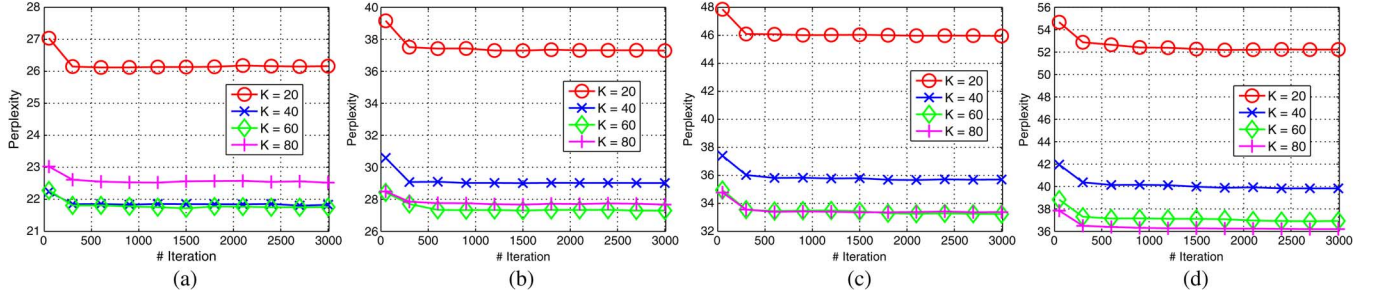 28
27
26
25
24
23
22
21
0
500
1000
1500
2000
2500
3000
Perplexity
# Iteration
K = 20
K = 40
K = 60
K = 80
(a)
40
38
36
34
32
30
28
26
0
500
1000
1500
2000
2500
3000
Perplexity
# Iteration
K = 20
K = 40
K = 60
K = 80
(b)
48
46
44
42
40
38
36
34
32
0
500
1000
1500
2000
2500
3000
Perplexity
# Iteration
K = 20
K = 40
K = 60
K = 80
(c)
56
54
52
50
48
46
44
42
40
38
36
0
500
1000
1500
2000
2500
3000
Perplexity
# Iteration
K = 20
K = 40
K = 60
K = 80
(d)